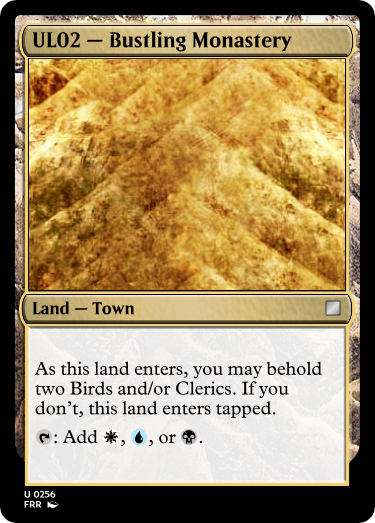 UL02 — Bustling Monastery
Land — Town
As this land enters, you may behold
two Birds and/or Clerics. If you
don't, this land enters tapped.
: Add , , or .
U 0256
FRR